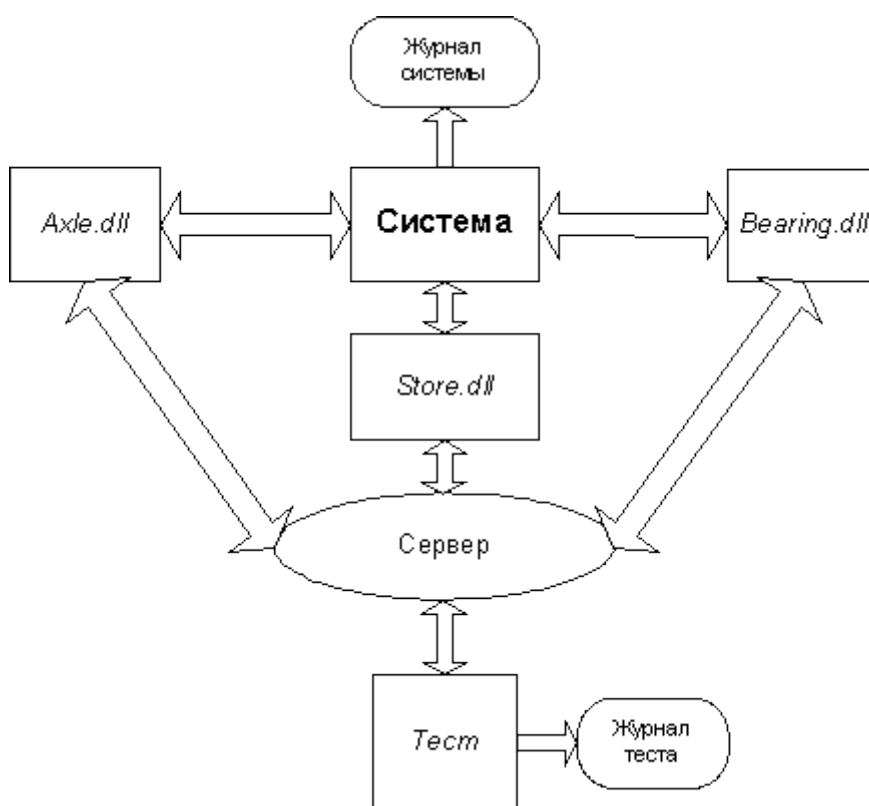 Журнал
системы
Axle.dll
Система
Bearing.dll
Store.dll
Сервер
Тест
Журнал
теста